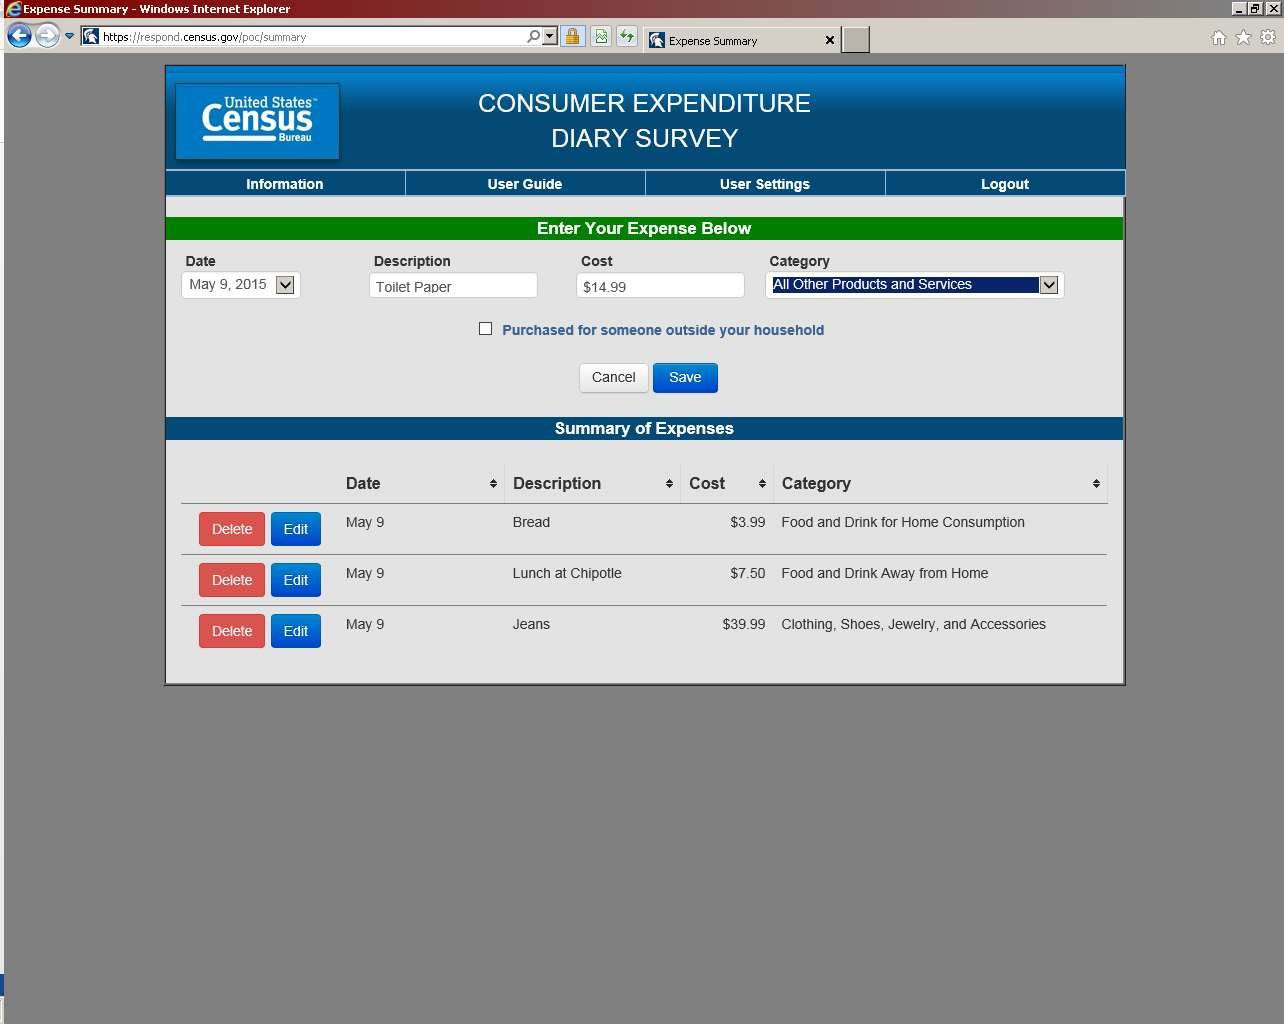 Expense Summary - Windows Internet Explorer
https://respond.census.gov/poc/summary
Expense Summary
United States™
Census
Bureau
CONSUMER EXPENDITURE
DIARY SURVEY
Information User Guide User Settings Logout
Enter Your Expense Below
Date Description Cost Category
May 9, 2015 Toilet Paper $14.99 All Other Products and Services
Purchased for someone outside your household
Cancel Save
Summary of Expenses
Date Description Cost Category
Delete Edit May 9 Bread $3.99 Food and Drink for Home Consumption
Delete Edit May 9 Lunch at Chipotle $7.50 Food and Drink Away from Home
Delete Edit May 9 Jeans $39.99 Clothing, Shoes, Jewelry, and Accessories